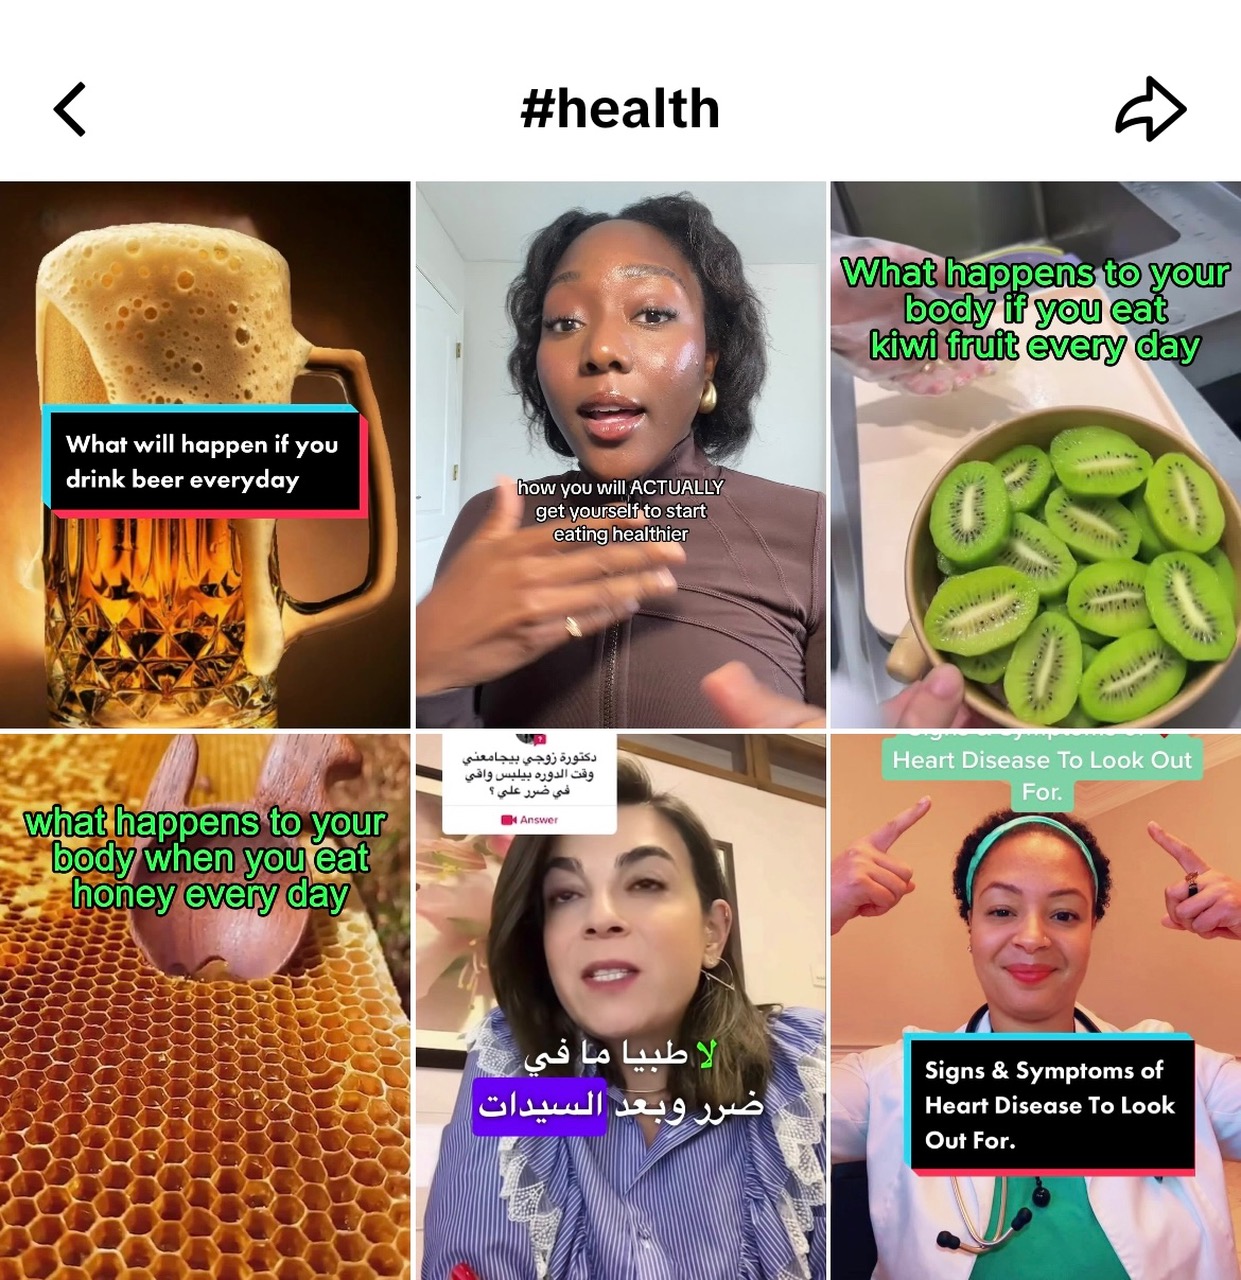 #health
What will happen if you
drink beer everyday
how you will ACTUALLY
get yourself to start
eating healthier
What happens to your
body if you eat
kiwi fruit every day
what happens to your
body when you eat
honey every day
دكتورة زوجي بيجامعني
وقت الدوره بيلبس واقي
في ضرر علي ؟
Answer
لا طبيا ما في
ضرر وبعد السيدات
Signs & Symptoms of
Heart Disease To Look Out
For.
Signs & Symptoms of
Heart Disease To Look
Out For.